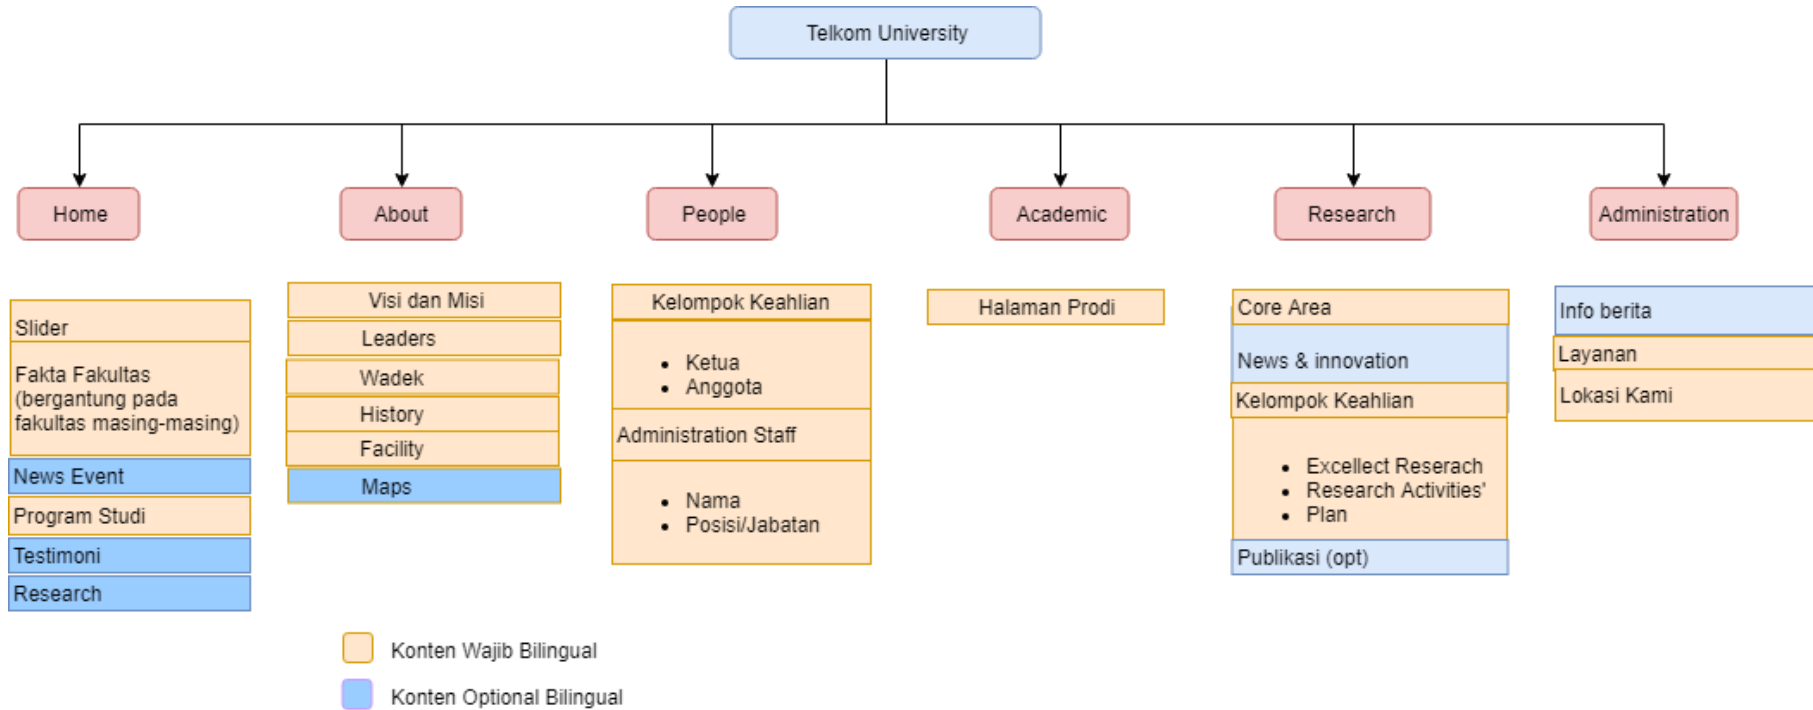 Telkom University
Home
About
People
Academic
Research
Administration
Slider
Fakta Fakultas
(bergantung pada
fakultas masing-masing)
News Event
Program Studi
Testimoni
Research
Visi dan Misi
Leaders
Wadek
History
Facility
Maps
Kelompok Keahlian
• Ketua
• Anggota
Administration Staff
• Nama
• Posisi/Jabatan
Halaman Prodi
Core Area
News & innovation
Kelompok Keahlian
• Excellect Reserach
• Research Activities'
• Plan
Publikasi (opt)
Info berita
Layanan
Lokasi Kami
Konten Wajib Bilingual
Konten Optional Bilingual